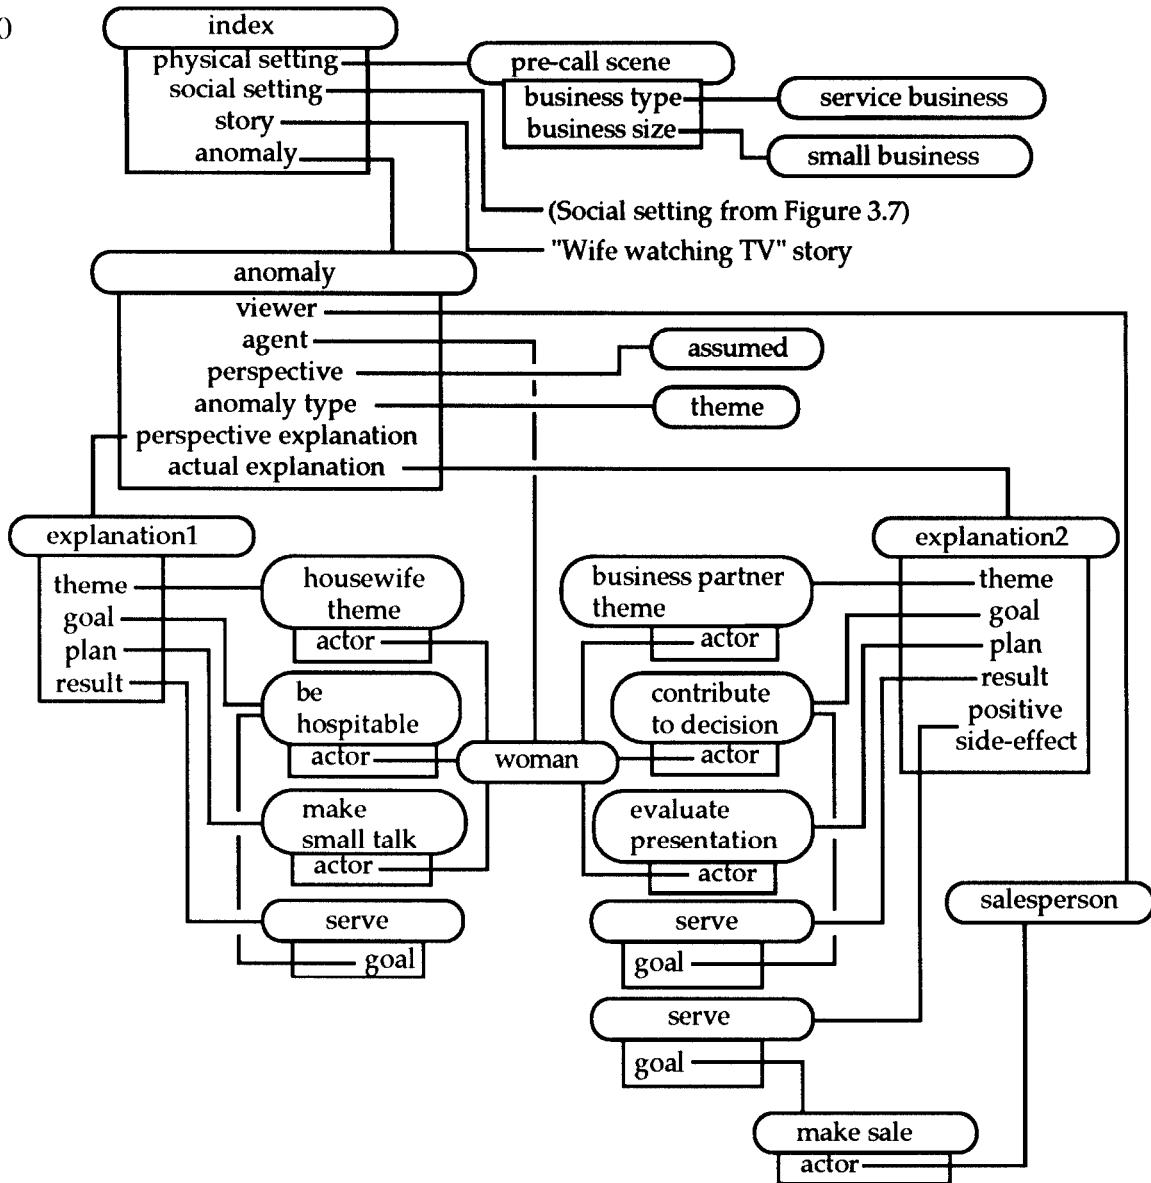 0
index
physical setting
pre-call scene
social setting
business type
service business
story
business size
anomaly
small business
(Social setting from Figure 3.7)
"Wife watching TV" story
anomaly
viewer
agent
assumed
perspective
anomaly type
theme
perspective explanation
actual explanation
explanation1
explanation2
theme
housewife
theme
business partner
theme
theme
goal
actor
actor
goal
plan
plan
result
be
hospitable
contribute
to decision
result
positive
side-effect
actor
woman
actor
make
small talk
evaluate
presentation
actor
actor
serve
serve
salesperson
goal
goal
serve
goal
make sale
actor